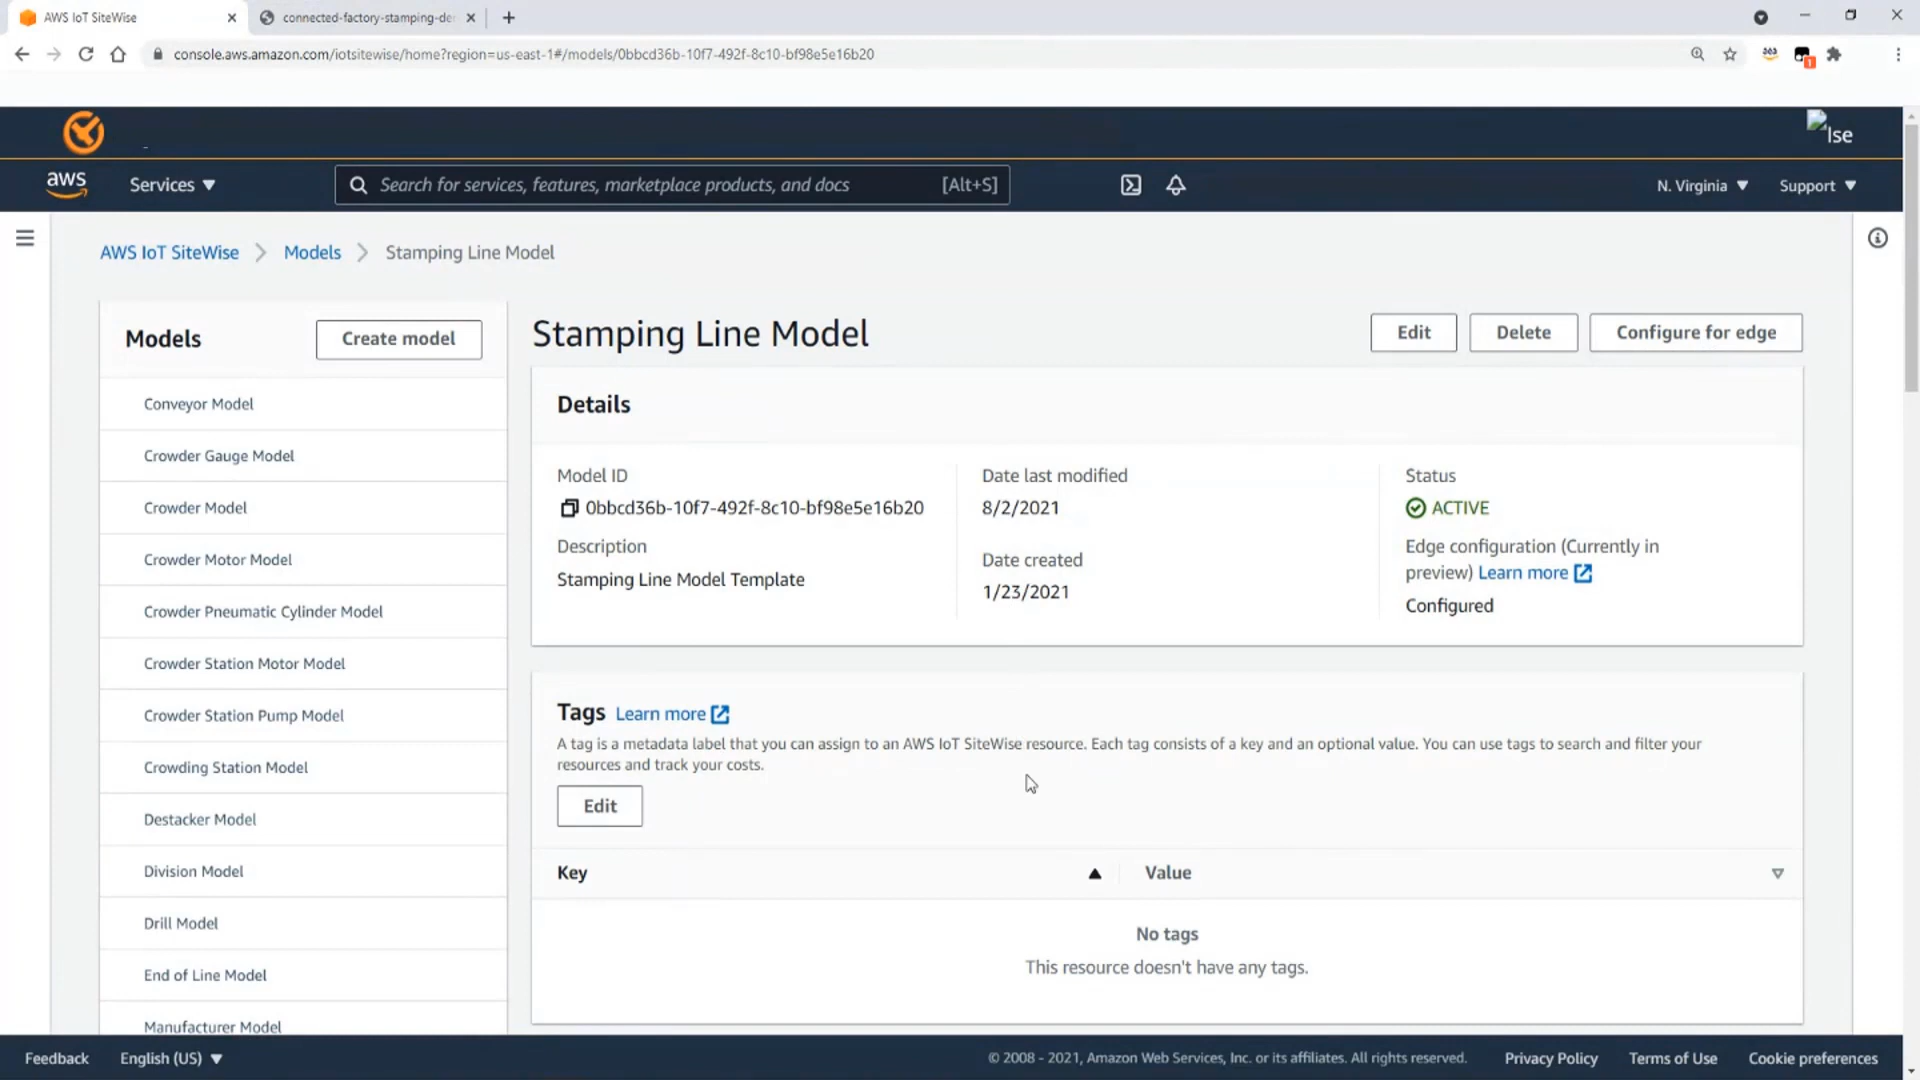 AWS IoT SiteWise
connected-factory-stamping-de
console.aws.amazon.com/iotsitewise/home?region=us-east-1#/models/0bbcd36b-10f7-492f-8c10-bf98e5e16b20
1
lse
aws
Services
Search for services, features, marketplace products, and docs
[Alt+S]
N. Virginia
Support
AWS IoT SiteWise
Models
Stamping Line Model
Models
Create model
Conveyor Model
Crowder Gauge Model
Crowder Model
Crowder Motor Model
Crowder Pneumatic Cylinder Model
Crowder Station Motor Model
Crowder Station Pump Model
Crowding Station Model
Destacker Model
Division Model
Drill Model
End of Line Model
Manufacturer Model
Stamping Line Model
Edit
Delete
Configure for edge
Details
Model ID
0bbcd36b-10f7-492f-8c10-bf98e5e16b20
Description
Stamping Line Model Template
Date last modified
8/2/2021
Date created
1/23/2021
Status
ACTIVE
Edge configuration (Currently in
preview) Learn more
Configured
Tags Learn more
A tag is a metadata label that you can assign to an AWS IoT SiteWise resource. Each tag consists of a key and an optional value. You can use tags to search and filter your
resources and track your costs.
Edit
Key
Value
No tags
This resource doesn't have any tags.
Feedback
English (US)
© 2008 - 2021, Amazon Web Services, Inc. or its affiliates. All rights reserved.
Privacy Policy
Terms of Use
Cookie preferences